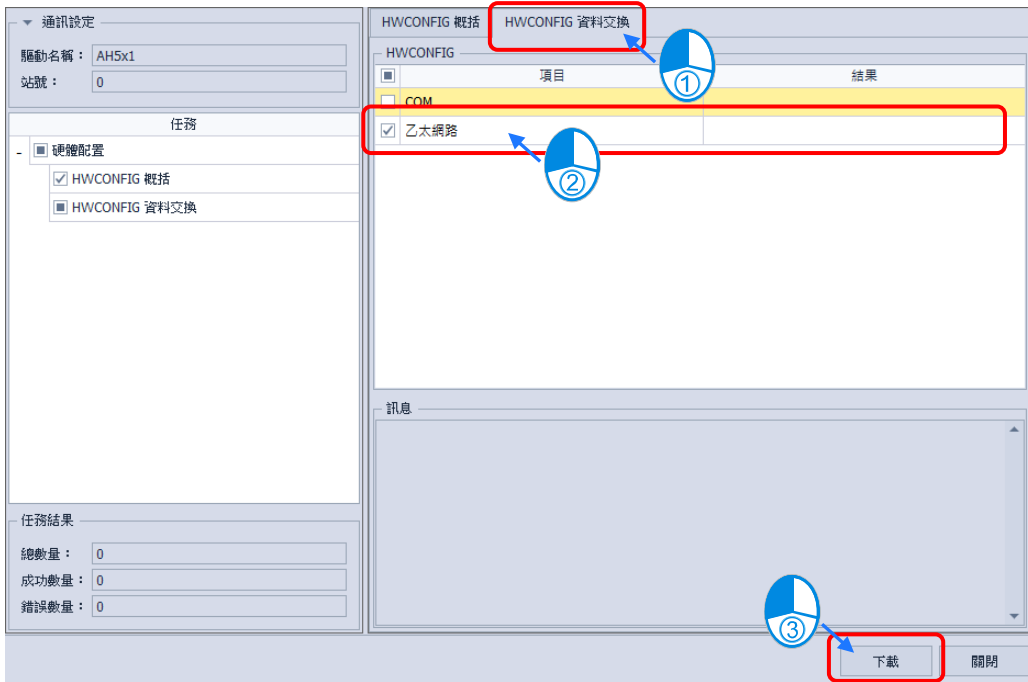 通訊設定
驅動名稱： AH5x1
站號： 0
任務
硬體配置
HWCONFIG 概括
HWCONFIG 資料交換
任務結果
總數量： 0
成功數量： 0
錯誤數量： 0
HWCONFIG 概括 HWCONFIG 資料交換
①
HWCONFIG
項目 結果
COM
乙太網路
②
訊息
③
下載 關閉